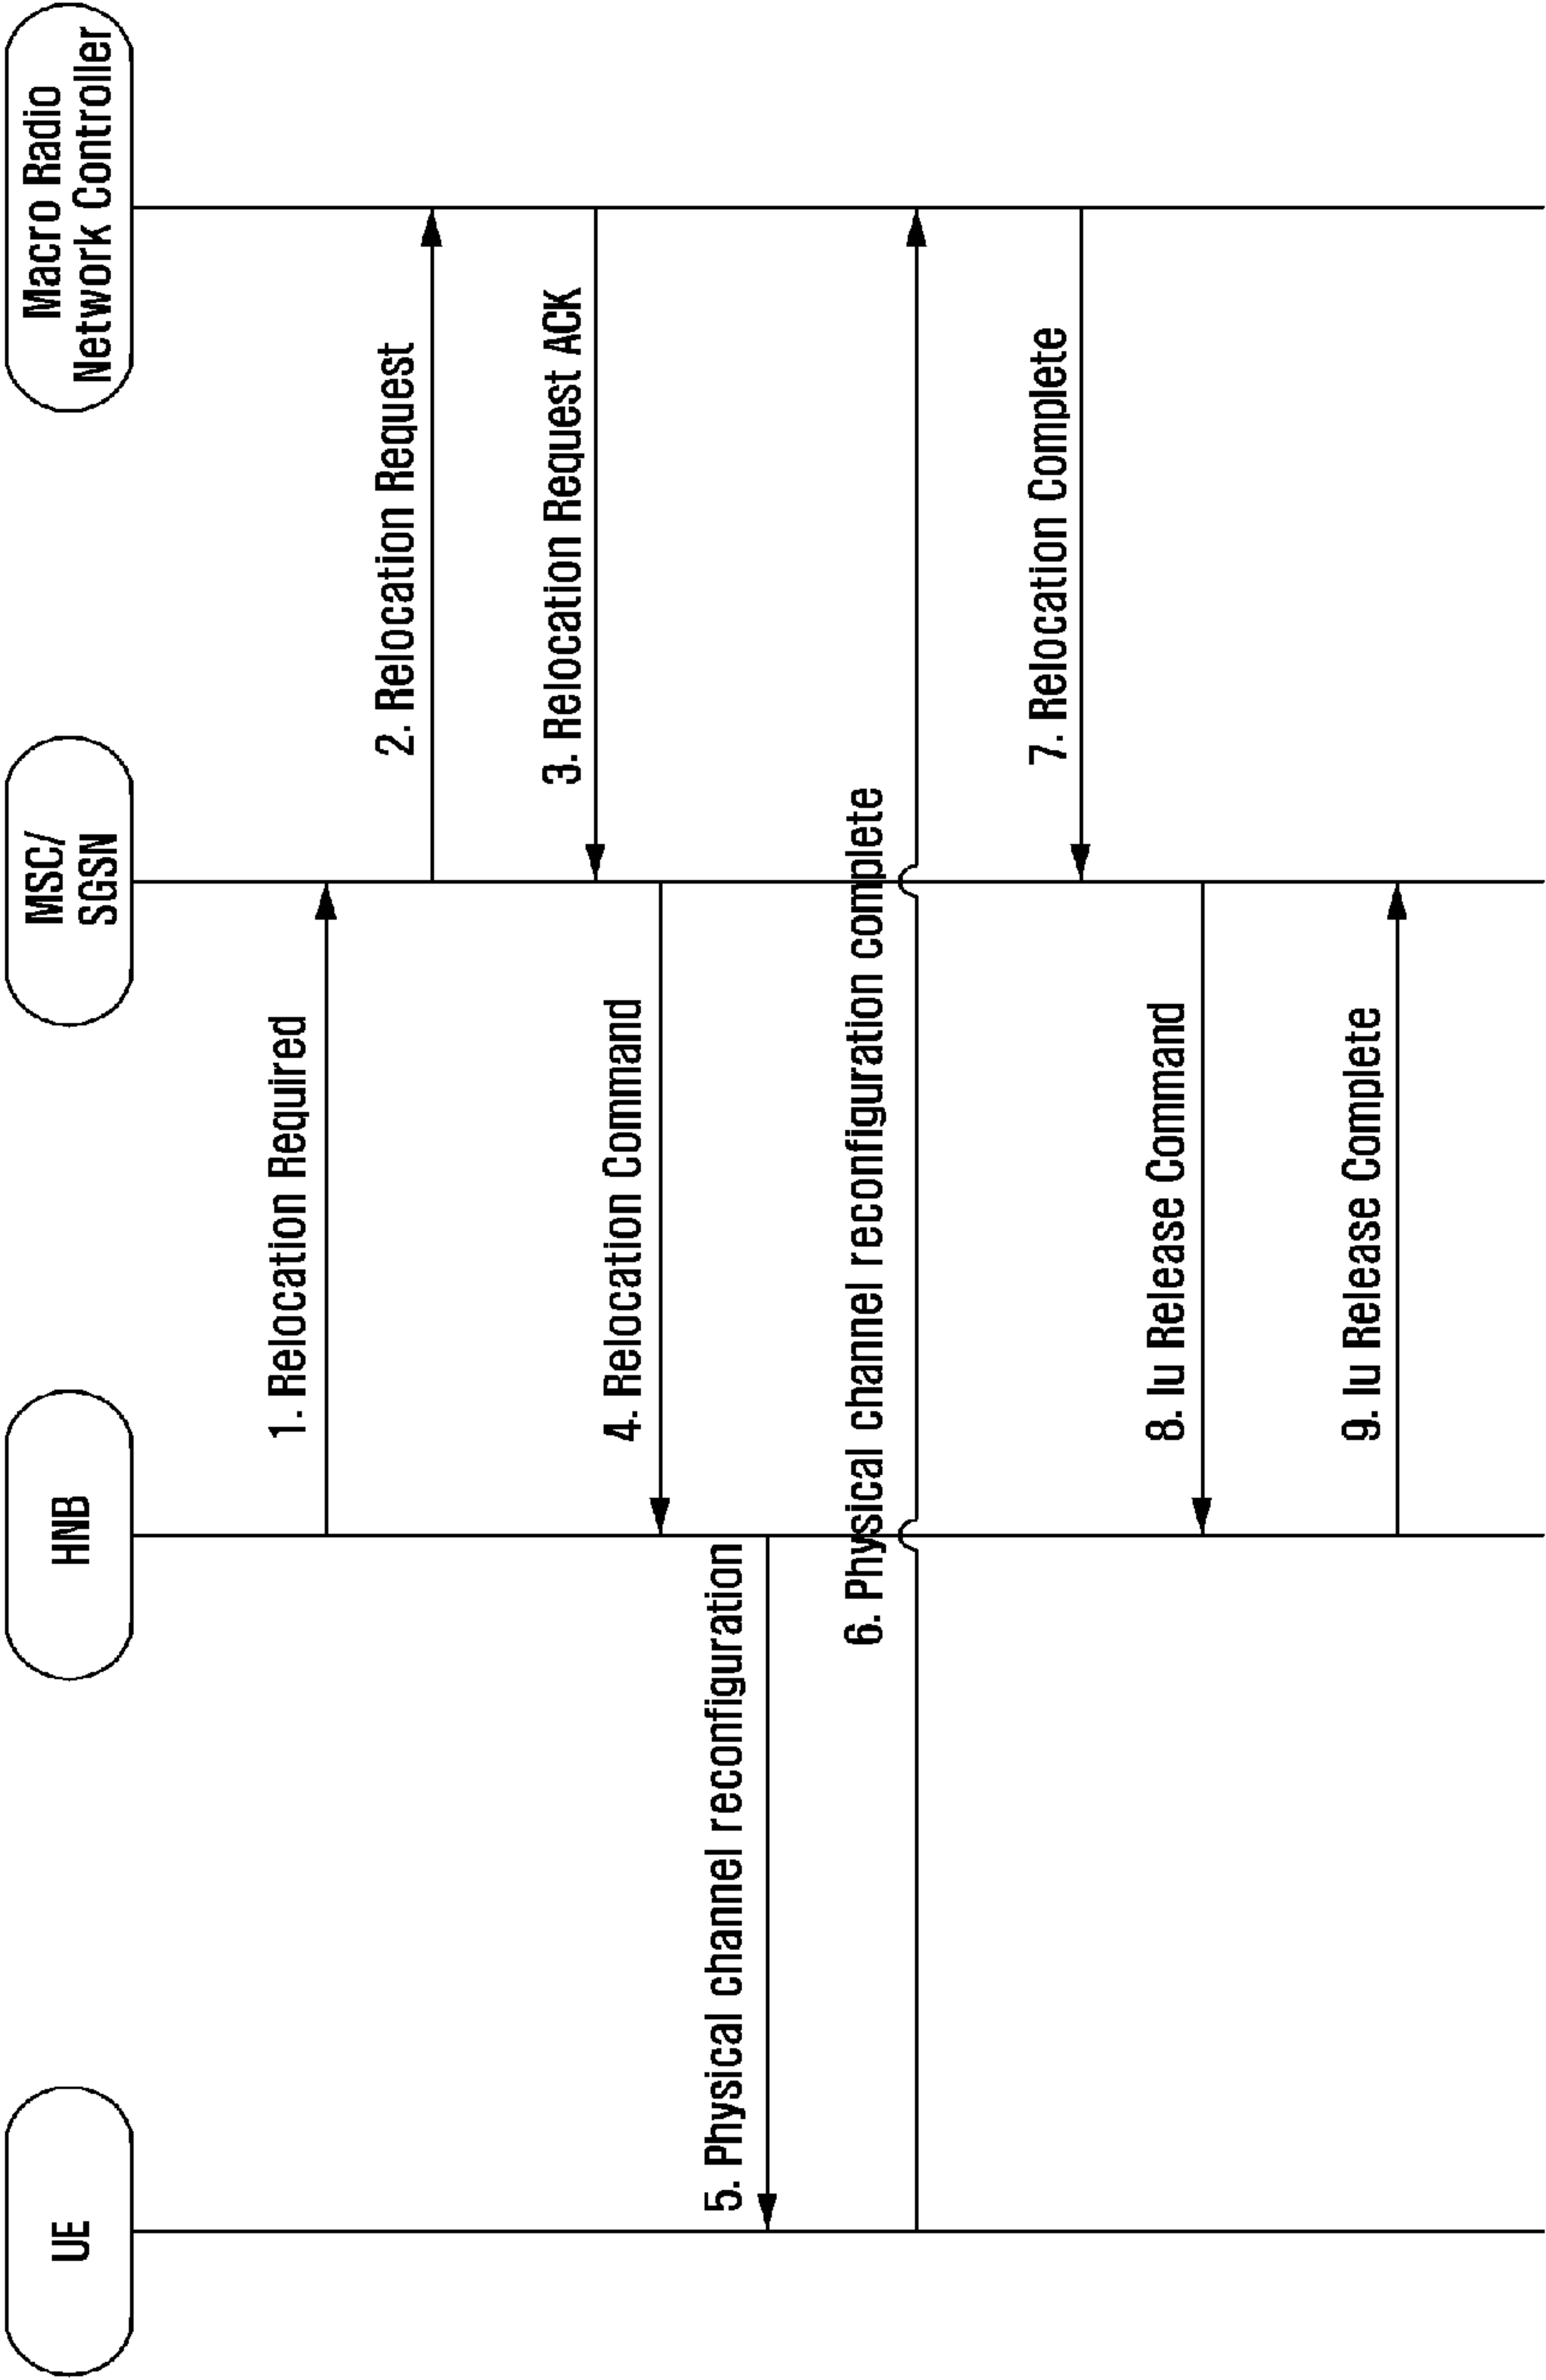 UE
HNB
MSC/
SGSN
Macro Radio
Network Controller
1. Relocation Required
2. Relocation Request
3. Relocation Request ACK
4. Relocation Command
5. Physical channel reconfiguration
6. Physical channel reconfiguration complete
7. Relocation Complete
8. Iu Release Command
9. Iu Release Complete